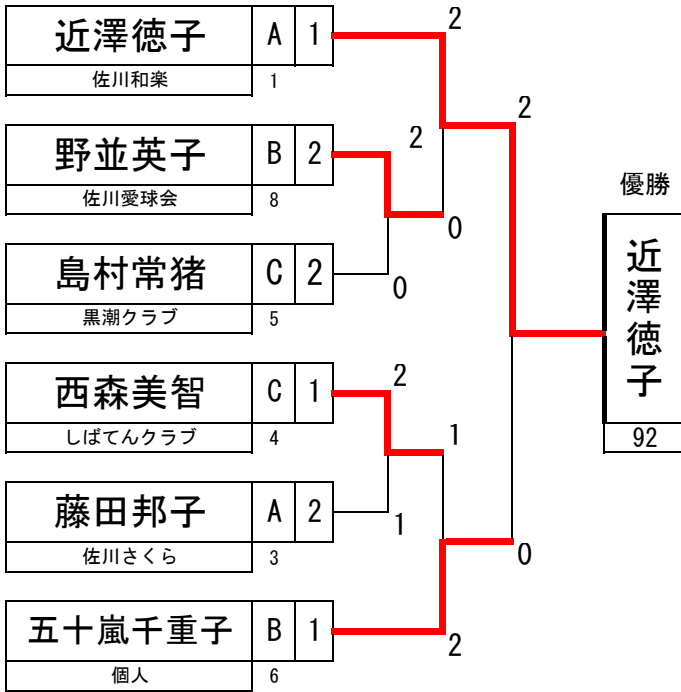 近澤徳子 A 1
佐川和楽 1
2
2
野並英子 B 2
佐川愛球会 8
2
0
島村常猪 C 2
黒潮クラブ 5
0
優勝
近澤徳子
92
西森美智 C 1
しばてんクラブ 4
2
1
藤田邦子 A 2
佐川さくら 3
1
0
五十嵐千重子 B 1
個人 6
2